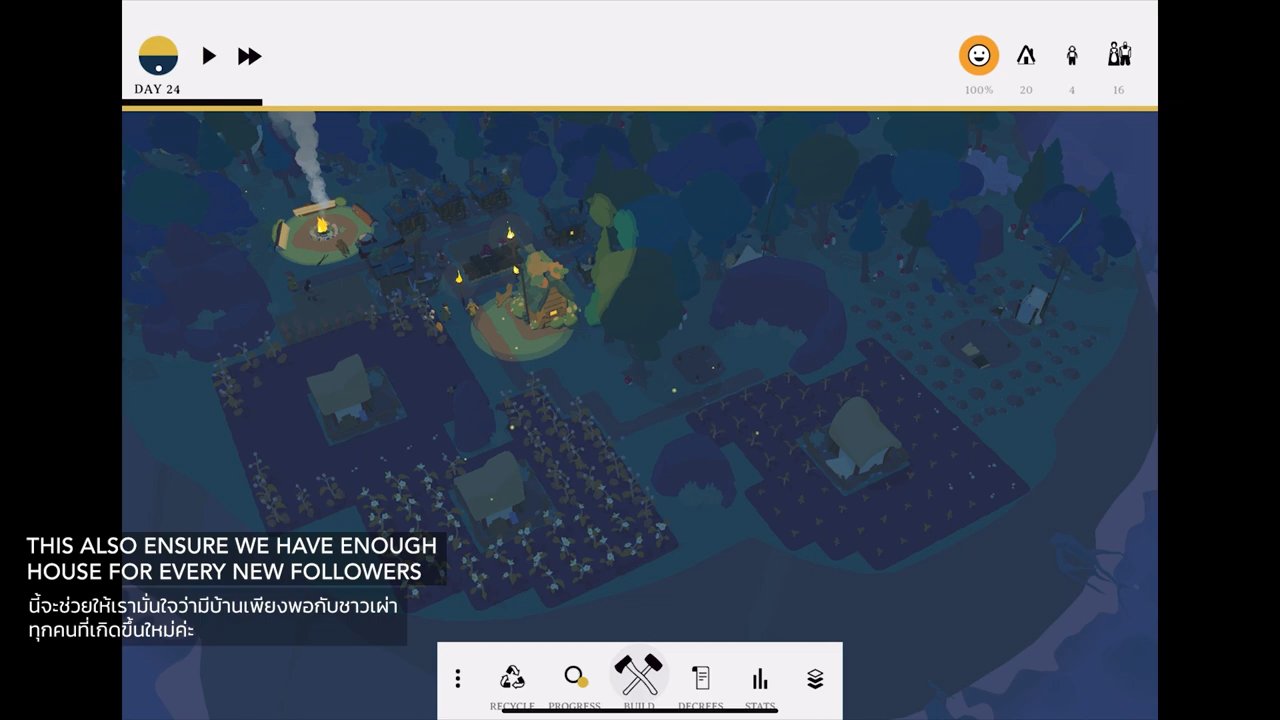 DAY 24
100%
20
4
16
THIS ALSO ENSURE WE HAVE ENOUGH
HOUSE FOR EVERY NEW FOLLOWERS
นี้จะช่วยให้เรามั่นใจว่ามีบ้านเพียงพอกับชาวเผ่า
ทุกคนที่เกิดขึ้นใหม่ค่ะ
RECYCLE
PROGRESS
BUILD
DECREES
STATS